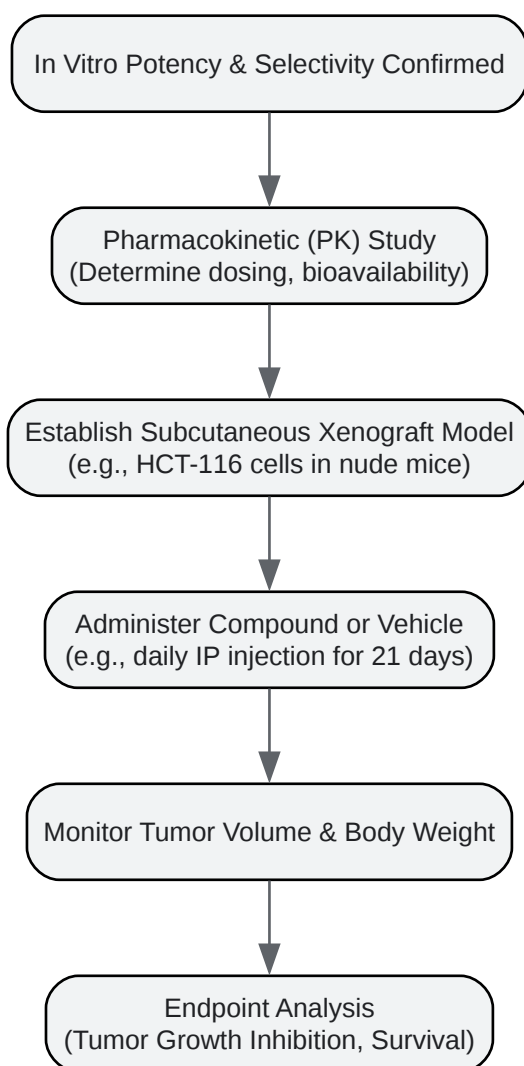 In Vitro Potency & Selectivity Confirmed
Pharmacokinetic (PK) Study
(Determine dosing, bioavailability)
Establish Subcutaneous Xenograft Model
(e.g., HCT-116 cells in nude mice)
Administer Compound or Vehicle
(e.g., daily IP injection for 21 days)
Monitor Tumor Volume & Body Weight
Endpoint Analysis
(Tumor Growth Inhibition, Survival)